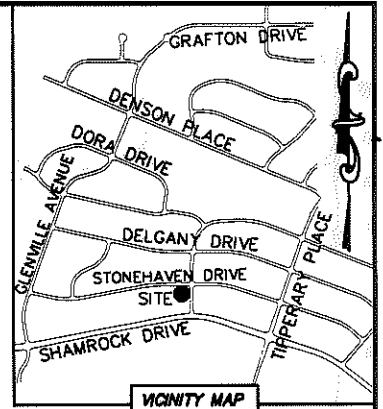 GRAFTON DRIVE
DENSON PLACE
DORA DRIVE
GLENVILLE AVENUE
DELGANY DRIVE
TIPPERARY PLACE
STONEHAVEN DRIVE
SITE
SHAMROCK DRIVE
VICINITY MAP